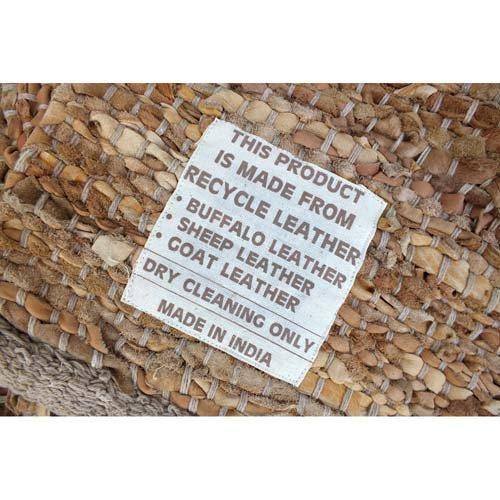 THIS PRODUCT
IS MADE FROM
RECYCLE LEATHER
• BUFFALO LEATHER
• SHEEP LEATHER
• GOAT LEATHER
DRY CLEANING ONLY
MADE IN INDIA